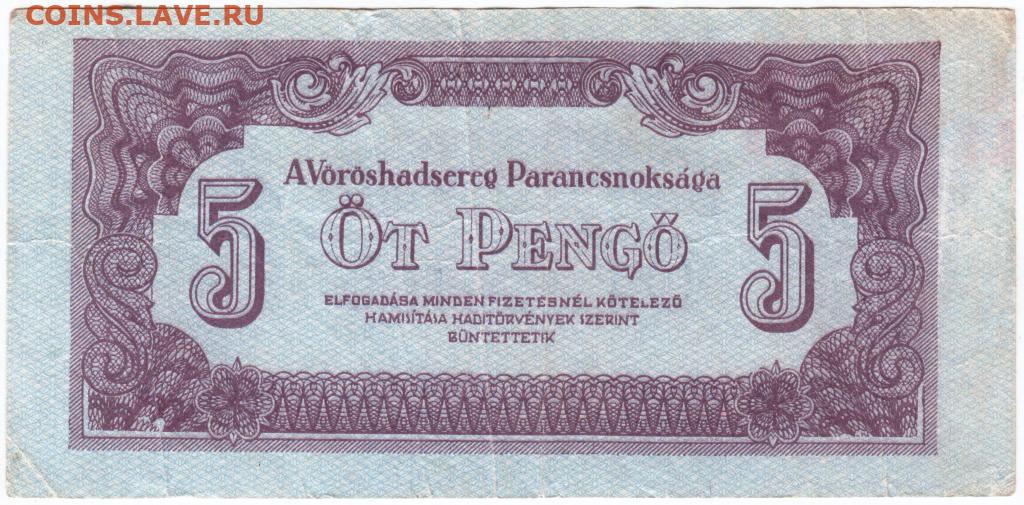 COINS.LAVE.RU
A Vöröshadsereg Parancsnoksága
5 ÖT PENGŐ 5
ELFOGADÁSA MINDEN FIZETÉSNÉL KÖTELEZŐ
HAMISÍTÁSA HADITÖRVÉNYEK SZERINT
BÜNTETTETIK